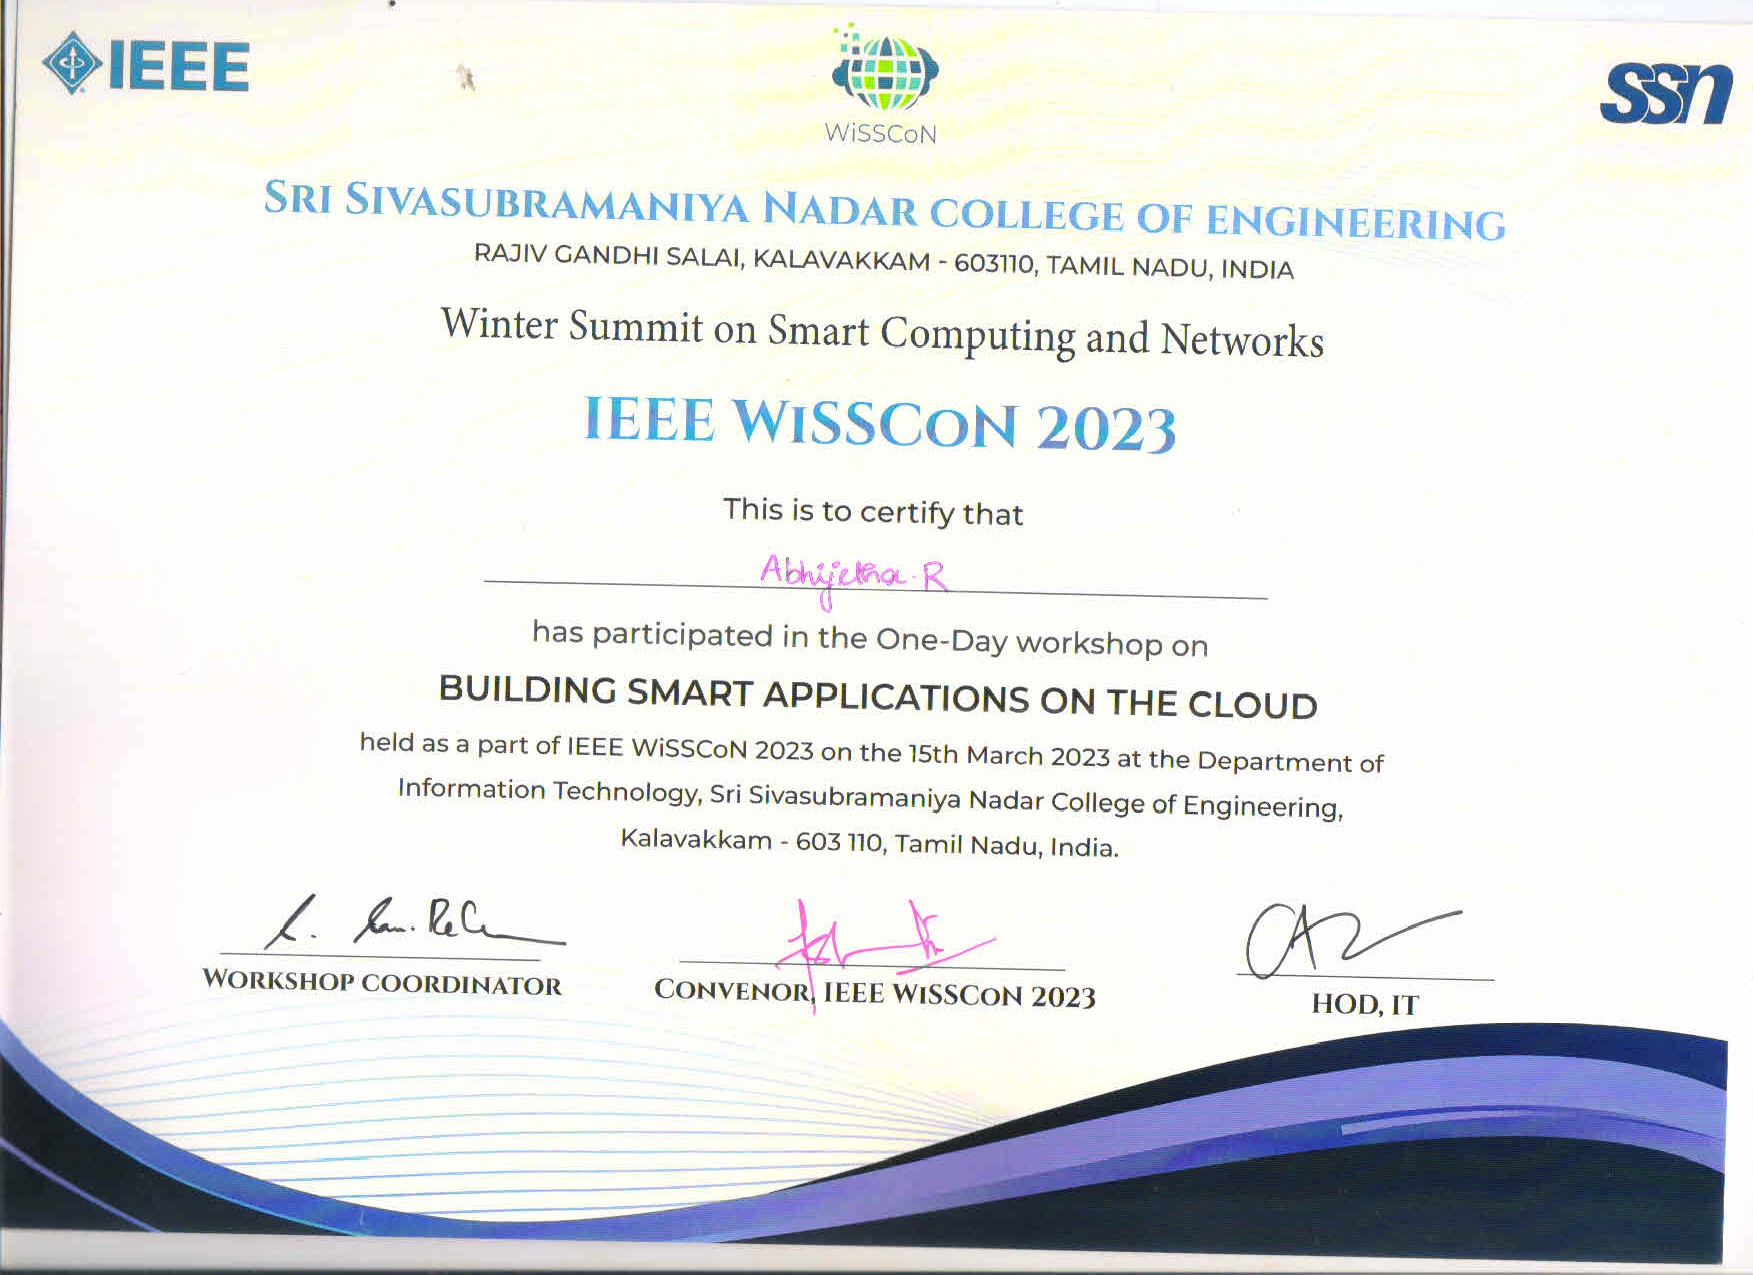 IEEE
WiSSCoN
ssn
SRI SIVASUBRAMANIYA NADAR COLLEGE OF ENGINEERING
RAJIV GANDHI SALAI, KALAVAKKAM - 603110, TAMIL NADU, INDIA
Winter Summit on Smart Computing and Networks
IEEE WISSCON 2023
This is to certify that
Abhijetha.R
has participated in the One-Day workshop on
BUILDING SMART APPLICATIONS ON THE CLOUD
held as a part of IEEE WiSSCoN 2023 on the 15th March 2023 at the Department of
Information Technology, Sri Sivasubramaniya Nadar College of Engineering,
Kalavakkam - 603 110, Tamil Nadu, India.
WORKSHOP COORDINATOR
CONVENOR, IEEE WISSCON 2023
HOD, IT